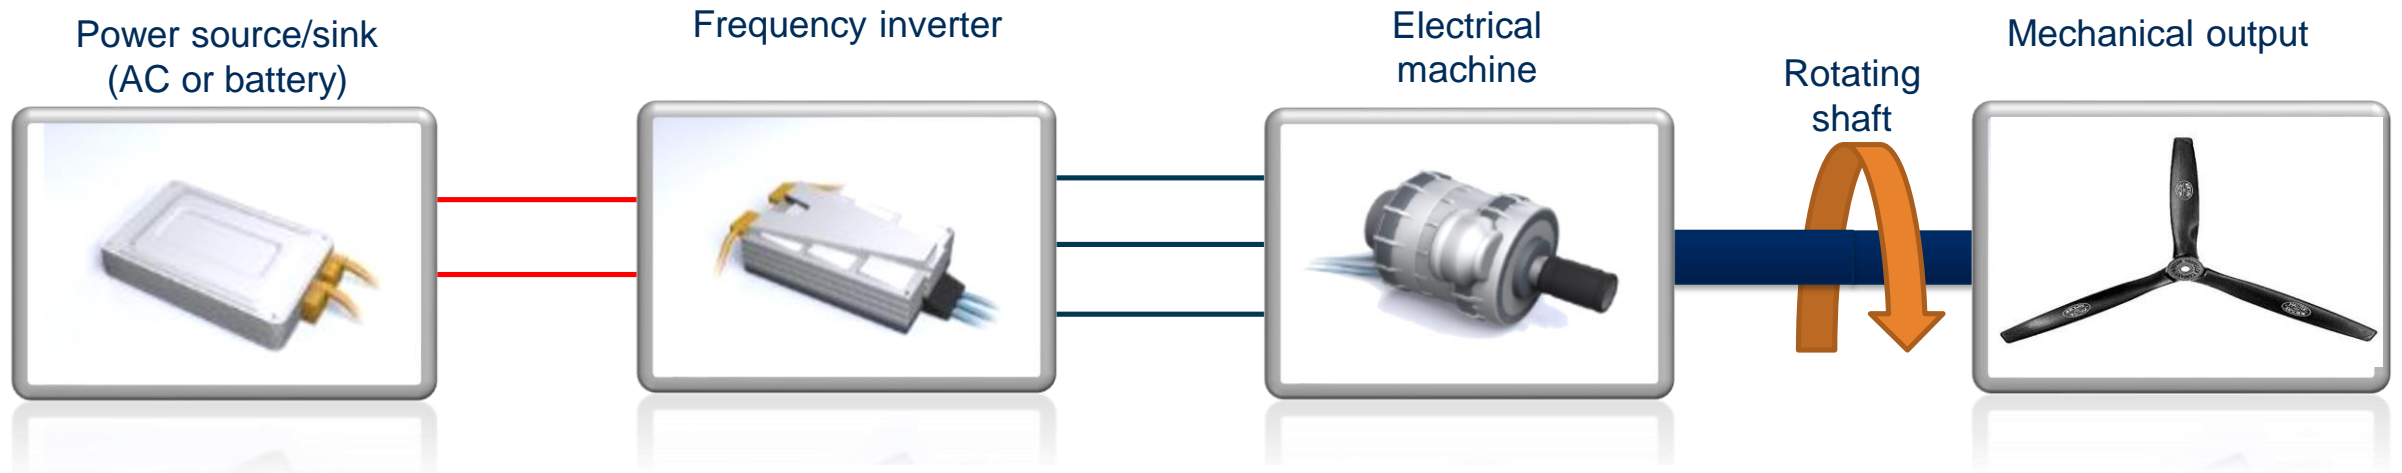 Power source/sink
(AC or battery)
Frequency inverter
Electrical
machine
Rotating
shaft
Mechanical output